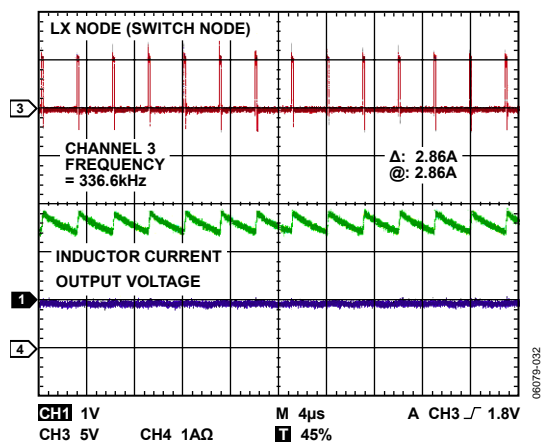 LX NODE (SWITCH NODE)
3
CHANNEL 3
FREQUENCY
= 336.6kHz
Δ: 2.86A
@: 2.86A
INDUCTOR CURRENT
OUTPUT VOLTAGE
1
4
06079-032
CH1 1V M 4µs A CH3 1.8V
CH3 5V CH4 1AΩ T 45%